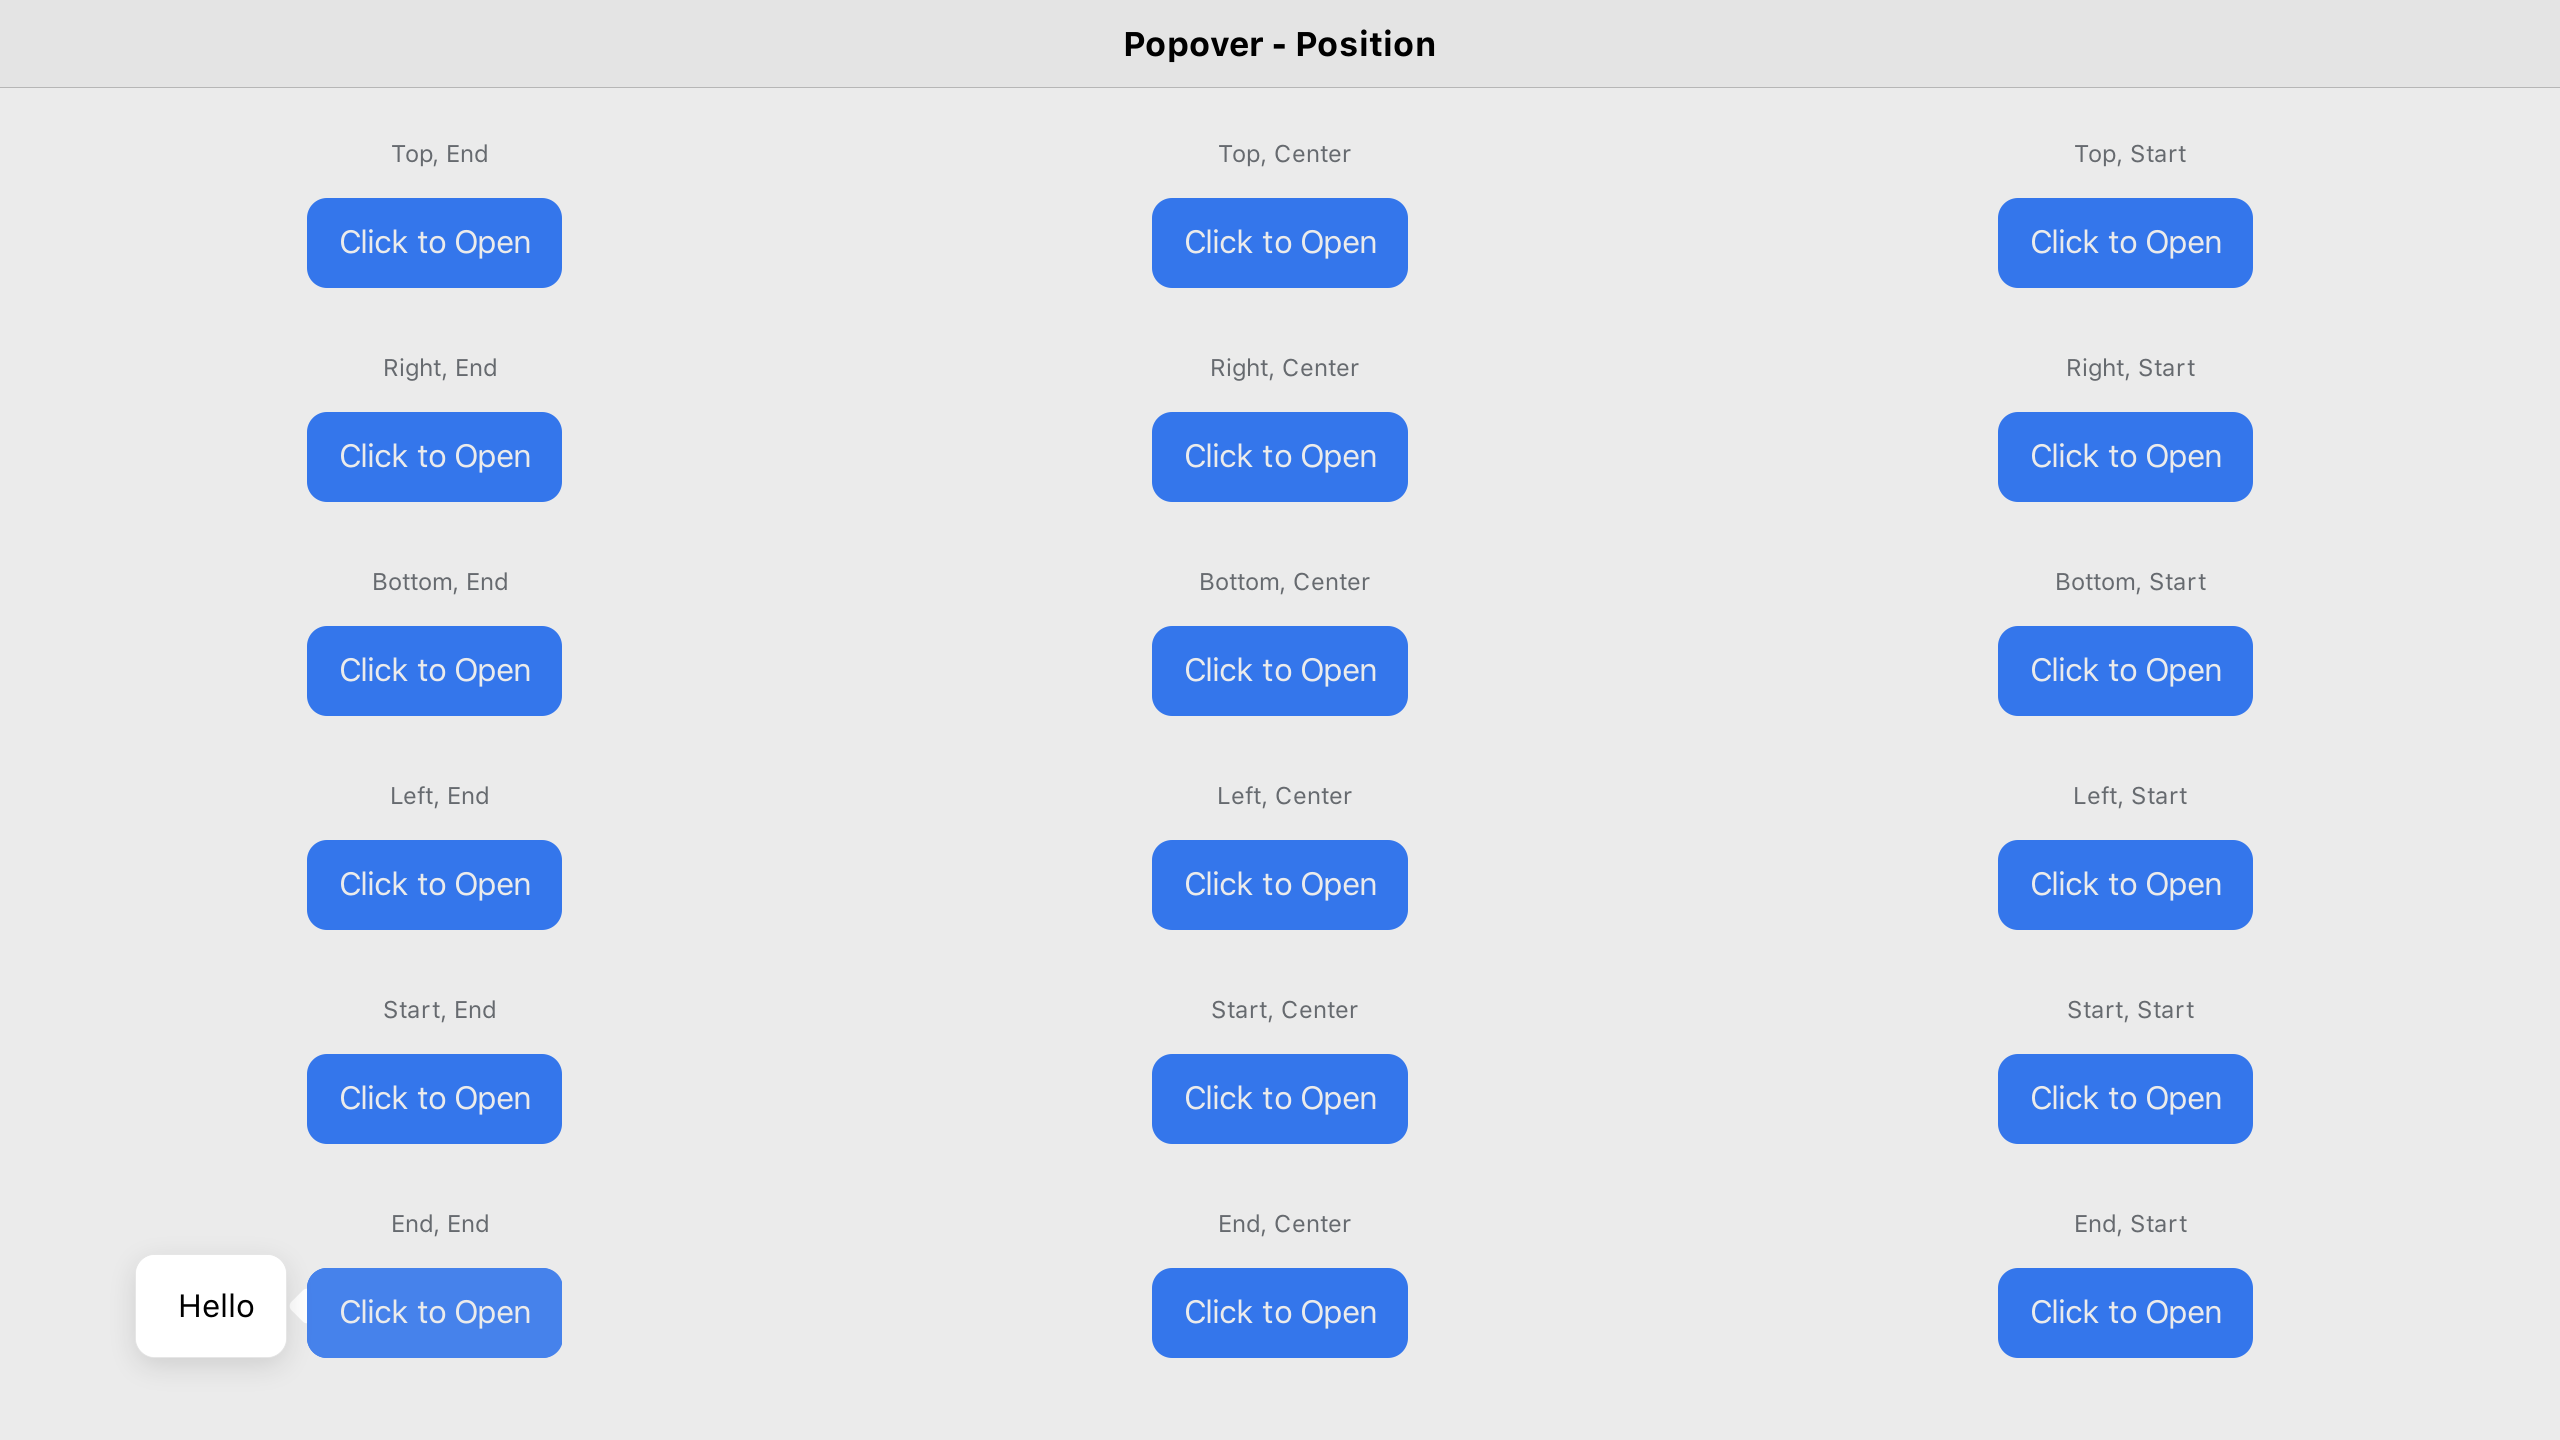 Popover - Position
Top, End
Top, Center
Top, Start
Click to Open
Click to Open
Click to Open
Right, End
Right, Center
Right, Start
Click to Open
Click to Open
Click to Open
Bottom, End
Bottom, Center
Bottom, Start
Click to Open
Click to Open
Click to Open
Left, End
Left, Center
Left, Start
Click to Open
Click to Open
Click to Open
Start, End
Start, Center
Start, Start
Click to Open
Click to Open
Click to Open
End, End
End, Center
End, Start
Hello
Click to Open
Click to Open
Click to Open